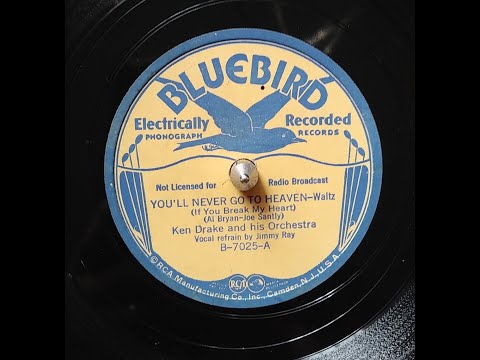 BLUEBIRD
Electrically Recorded
PHONOGRAPH RECORDS
Not Licensed for Radio Broadcast
YOU'LL NEVER GO TO HEAVEN-Waltz
(If You Break My Heart)
(Al Bryan-Joe Santly)
Ken Drake and his Orchestra
Vocal refrain by Jimmy Ray
B-7025-A
RCA
©RCA Manufacturing Co., Inc., Camden, N.J., U.S.A.